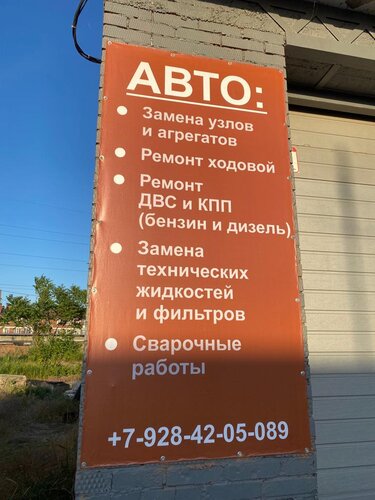 АВТО:
• Замена узлов
и агрегатов
• Ремонт ходовой
• Ремонт
ДВС и КПП
(бензин и дизель)
• Замена
технических
жидкостей
и фильтров
• Сварочные
работы
+7-928-42-05-089